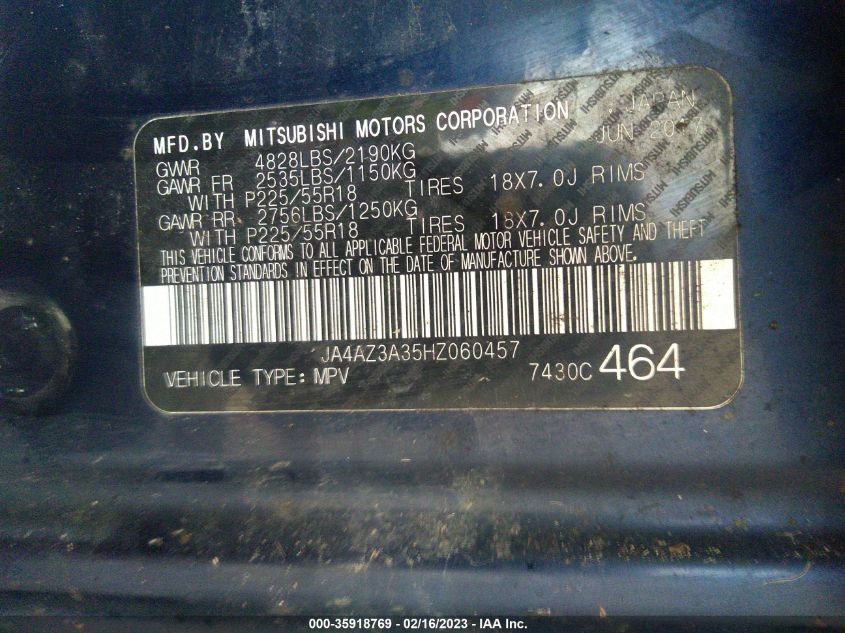 JAPAN
MFD.BY MITSUBISHI MOTORS CORPORATION JUN 2017
GVWR 4828LBS/2190KG
GAWR FR 2535LBS/1150KG
WITH P225/55R18 TIRES 18X7.0J RIMS
GAWR RR 2756LBS/1250KG
WITH P225/55R18 TIRES 18X7.0J RIMS
THIS VEHICLE CONFORMS TO ALL APPLICABLE FEDERAL MOTOR VEHICLE SAFETY AND THEFT
PREVENTION STANDARDS IN EFFECT ON THE DATE OF MANUFACTURE SHOWN ABOVE.
JA4AZ3A35HZ060457
VEHICLE TYPE: MPV 7430C 464
000-35918769 - 02/16/2023 - IAA Inc.